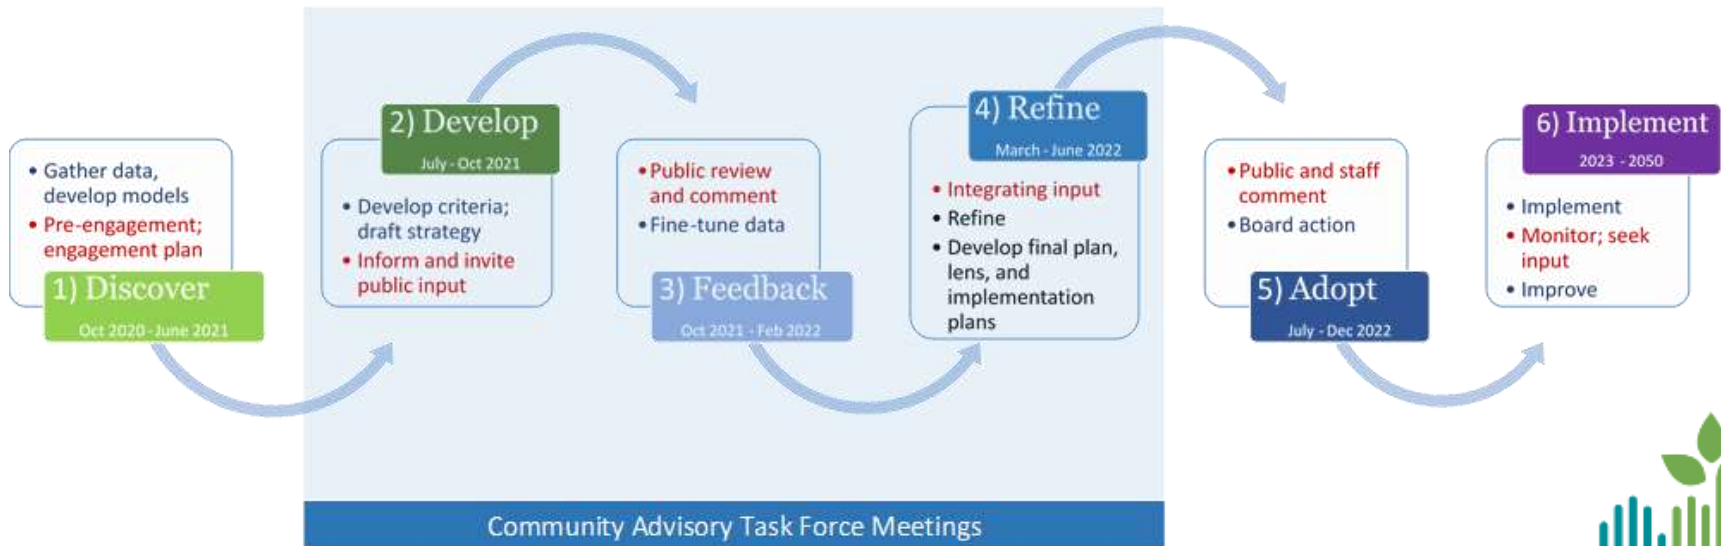 • Gather data,
develop models
• Pre-engagement;
engagement plan
1) Discover
Oct 2020 - June 2021
2) Develop
July - Oct 2021
• Develop criteria;
draft strategy
• Inform and invite
public input
• Public review
and comment
• Fine-tune data
3) Feedback
Oct 2021 - Feb 2022
4) Refine
March - June 2022
• Integrating input
• Refine
• Develop final plan,
lens, and
implementation
plans
• Public and staff
comment
• Board action
5) Adopt
July - Dec 2022
6) Implement
2023 - 2050
• Implement
• Monitor; seek
input
• Improve
Community Advisory Task Force Meetings